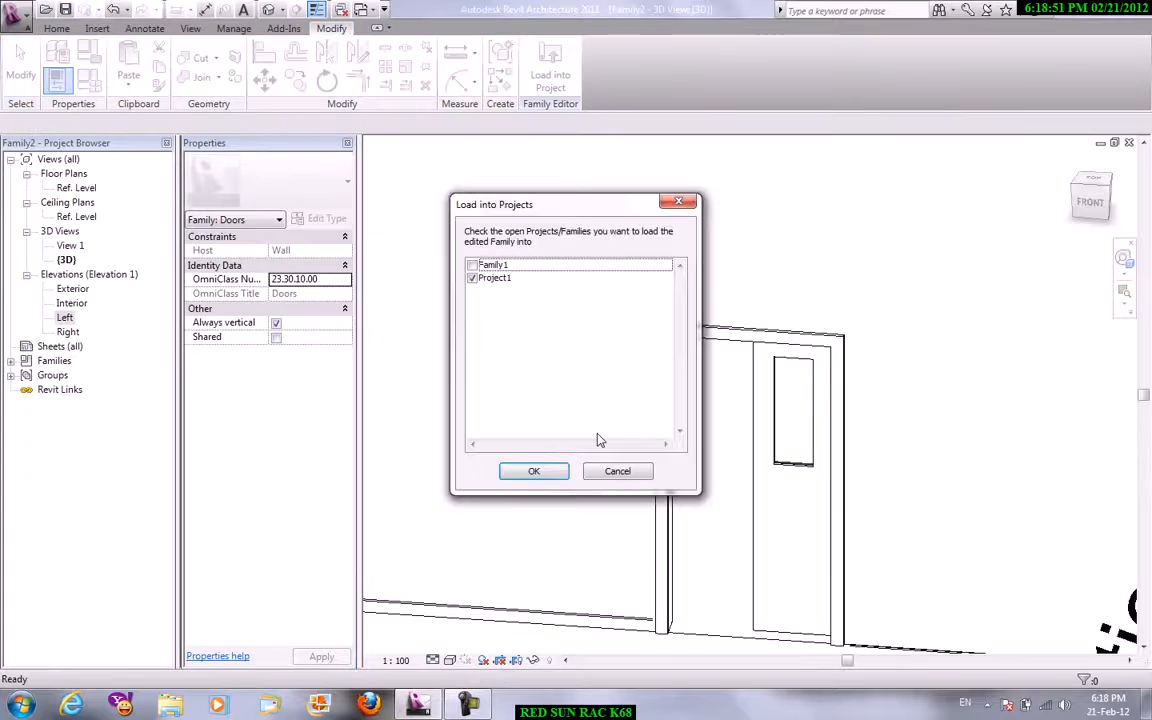 Autodesk Revit Architecture 2011 - [Family2 - 3D View: {3D}]
Type a keyword or phrase
6:18:51 PM 02/21/2012
Home Insert Annotate View Manage Add-Ins Modify
Modify
Paste
Cut
Join
Load into
Project
Select Properties Clipboard Geometry Modify Measure Create Family Editor
Family2 - Project Browser
Views (all)
Floor Plans
Ref. Level
Ceiling Plans
Ref. Level
3D Views
View 1
{3D}
Elevations (Elevation 1)
Exterior
Interior
Left
Right
Sheets (all)
Families
Groups
Revit Links
Properties
Family: Doors
Edit Type
Constraints
Host Wall
Identity Data
OmniClass Nu... 23.30.10.00
OmniClass Title Doors
Other
Always vertical
Shared
Properties help
Apply
Load into Projects
Check the open Projects/Families you want to load the
edited Family into
Family1
Project1
OK
Cancel
FRONT
1 : 100
Ready
:0
EN
6:18 PM
21-Feb-12
RED SUN RAC K68